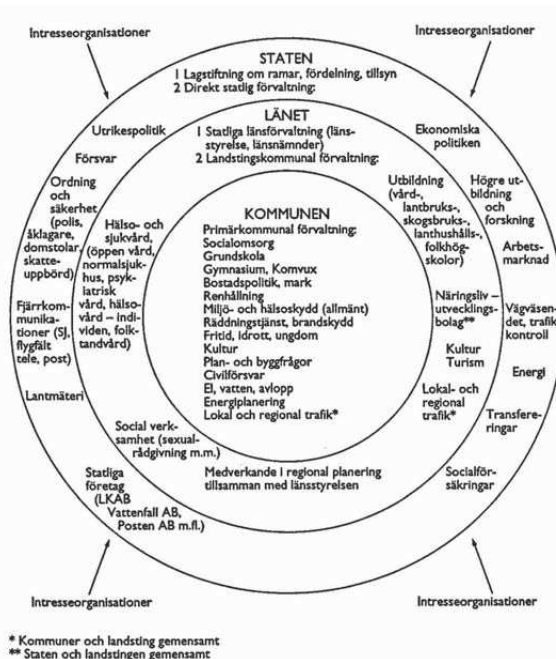 Intresseorganisationer
Intresseorganisationer
STATEN
1 Lagstiftning om ramar, fördelning, tillsyn
2 Direkt statlig förvaltning:
Utrikespolitik
Försvar
Ordning
och
säkerhet
(polis,
åklagare,
domstolar,
skatte-
uppbörd)
Fjärrkom-
munika-
tioner (SJ,
flygfält
tele, post)
Lantmäteri
Statliga
företag
(LKAB
Vattenfall AB,
Posten AB m.fl.)
Ekonomiska
politiken
Högre ut-
bildning
och
forskning
Arbets-
marknad
Vägväsen-
det, trafik
kontroll
Energi
Transfere-
ringar
Socialför-
säkringar
LÄNET
1 Statliga länsförvaltning (läns-
styrelse, länsnämnder)
2 Landstingskommunal förvaltning:
Hälso- och
sjukvård,
(öppen vård,
normalsjuk-
hus, psyk-
iatrisk
vård, hälso-
vård – indi-
viden, folk-
tandvård)
Social verk-
samhet (sexual-
rådgivning m.m.)
Utbildning
(vård-,
lantbruks-,
skogsbruks-,
lanthushålls-,
folkhög-
skolor)
Näringsliv –
utvecklings-
bolag**
Kultur
Turism
Lokal- och
regional
trafik*
Medverkande i regional planering
tillsamman med länsstyrelsen
KOMMUNEN
Primärkommunal förvaltning:
Socialomsorg
Grundskola
Gymnasium, Komvux
Bostadspolitik, mark
Renhållning
Miljö- och hälsoskydd (allmänt)
Räddningstjänst, brandskydd
Fritid, idrott, ungdom
Kultur
Plan- och byggfrågor
Civilförsvar
El, vatten, avlopp
Energiplanering
Lokal och regional trafik*
Intresseorganisationer
Intresseorganisationer
* Kommuner och landsting gemensamt
** Staten och landstingen gemensamt